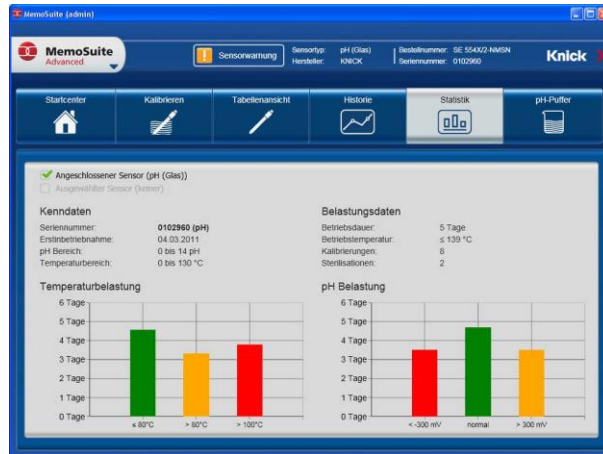 MemoSuite (admin)
MemoSuite
Advanced
Sensorwarnung
Sensortyp: pH (Glas)
Hersteller: KNICK
Bestellnummer: SE 554X/2-NMSN
Seriennummer: 0102960
Knick
Startcenter
Kalibrieren
Tabellenansicht
Historie
Statistik
pH-Puffer
Angeschlossener Sensor (pH (Glas))
Ausgewählter Sensor (keiner)
Kenndaten
Seriennummer: 0102960 (pH)
Erstinbetriebnahme: 04.03.2011
pH Bereich: 0 bis 14 pH
Temperaturbereich: 0 bis 130 °C
Belastungsdaten
Betriebsdauer: 5 Tage
Betriebstemperatur: ≤ 139 °C
Kalibrierungen: 8
Sterilisationen: 2
Temperaturbelastung
6 Tage
5 Tage
4 Tage
3 Tage
2 Tage
1 Tage
0 Tage
≤ 80°C > 80°C > 100°C
pH Belastung
6 Tage
5 Tage
4 Tage
3 Tage
2 Tage
1 Tage
0 Tage
< -300 mV normal > 300 mV